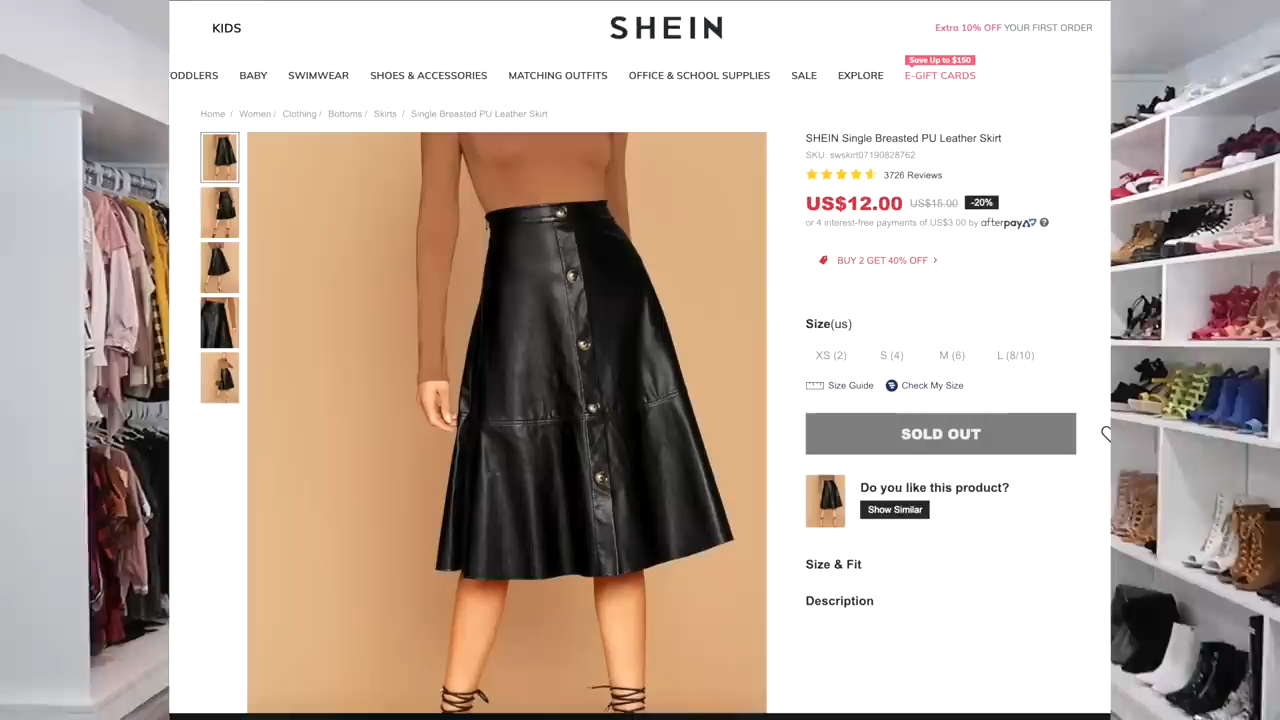 KIDS
SHEIN
Extra 10% OFF YOUR FIRST ORDER
Save Up to $150
ODDLERS BABY SWIMWEAR SHOES & ACCESSORIES MATCHING OUTFITS OFFICE & SCHOOL SUPPLIES SALE EXPLORE E-GIFT CARDS
Home / Women / Clothing / Bottoms / Skirts / Single Breasted PU Leather Skirt
SHEIN Single Breasted PU Leather Skirt
SKU: swskirt07190828762
3726 Reviews
US$12.00 US$15.00 -20%
or 4 interest-free payments of US$3.00 by afterpay
BUY 2 GET 40% OFF >
Size(us)
XS (2) S (4) M (6) L (8/10)
Size Guide Check My Size
SOLD OUT
Do you like this product?
Show Similar
Size & Fit
Description